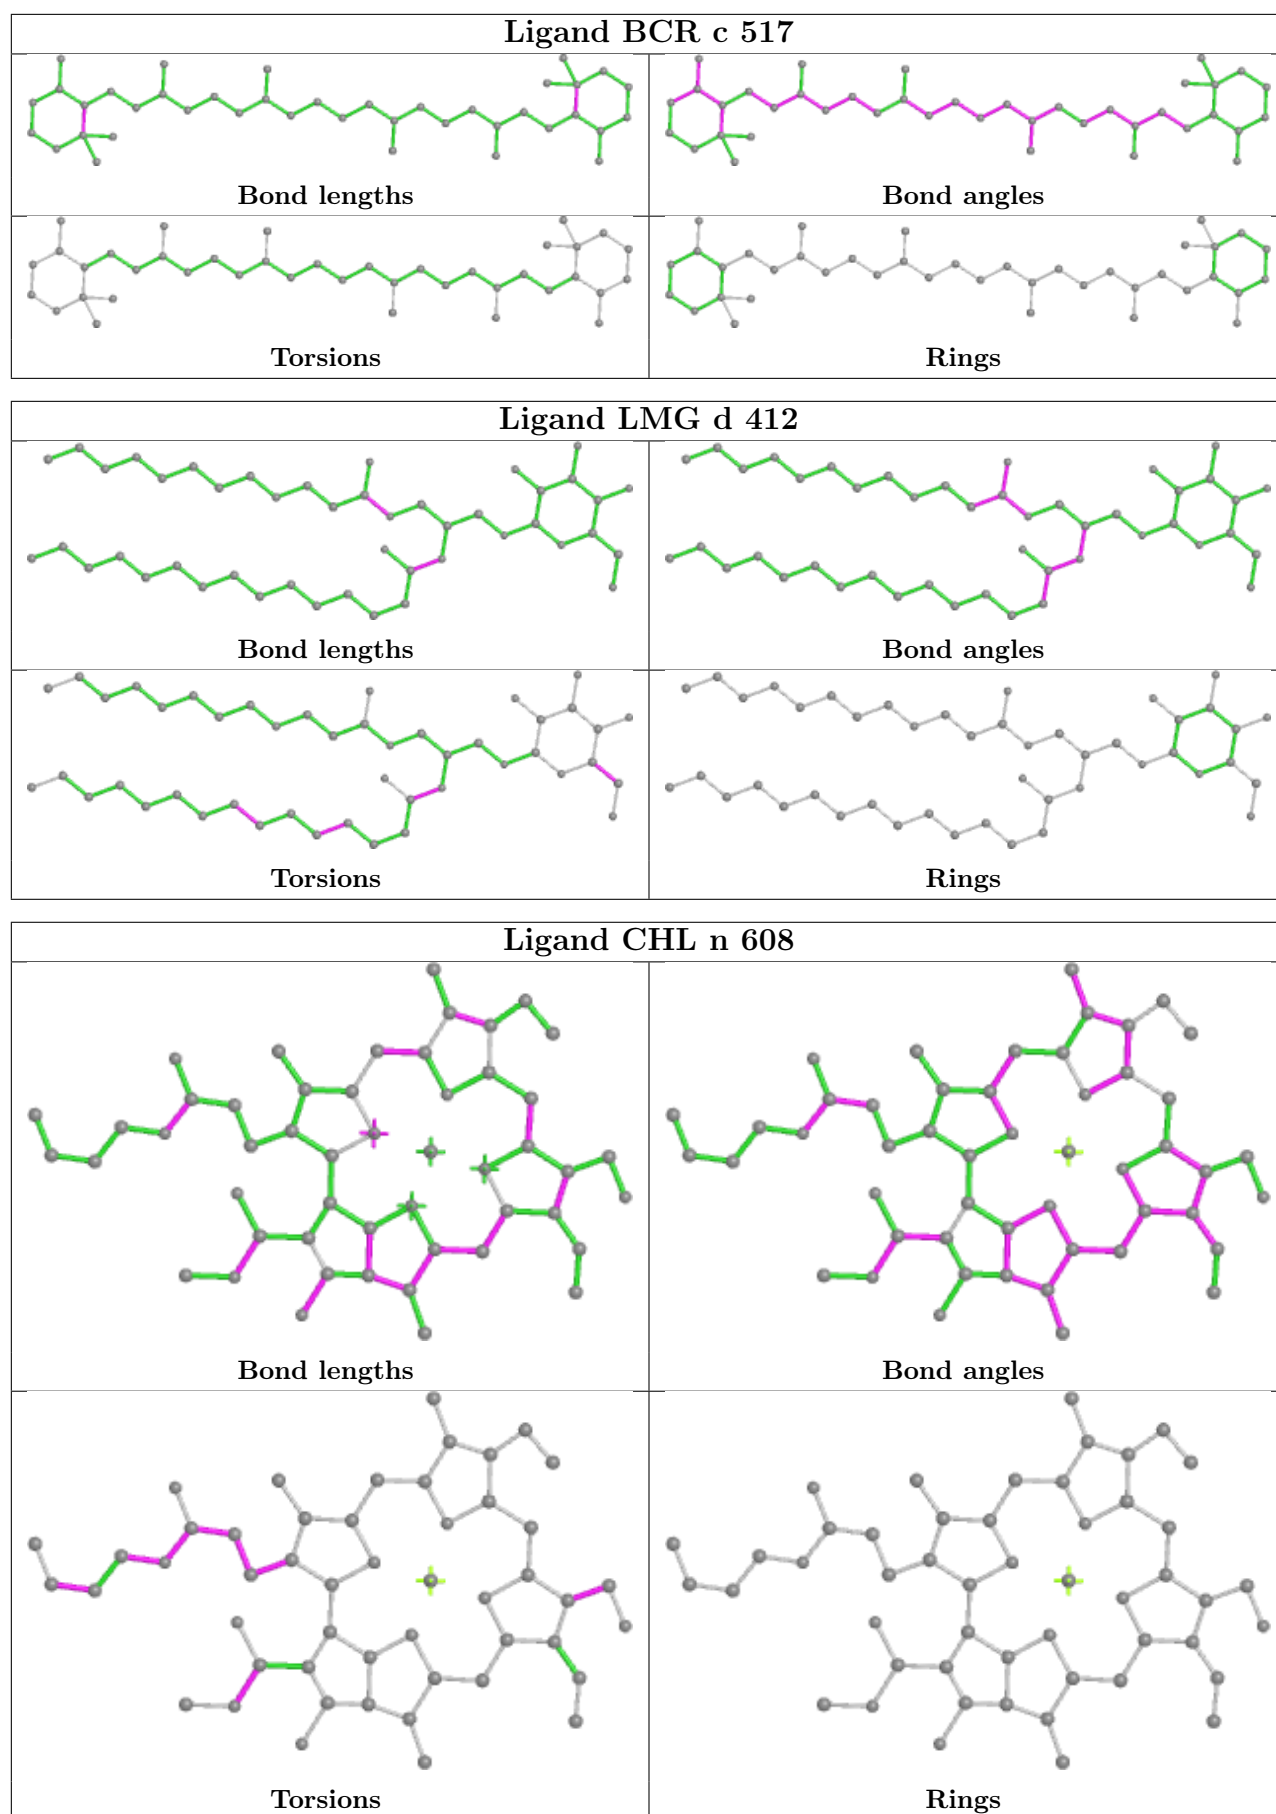 Ligand BCR c 517
Bond lengths
Bond angles
Torsions
Rings
Ligand LMG d 412
Bond lengths
Bond angles
Torsions
Rings
Ligand CHL n 608
Bond lengths
Bond angles
Torsions
Rings